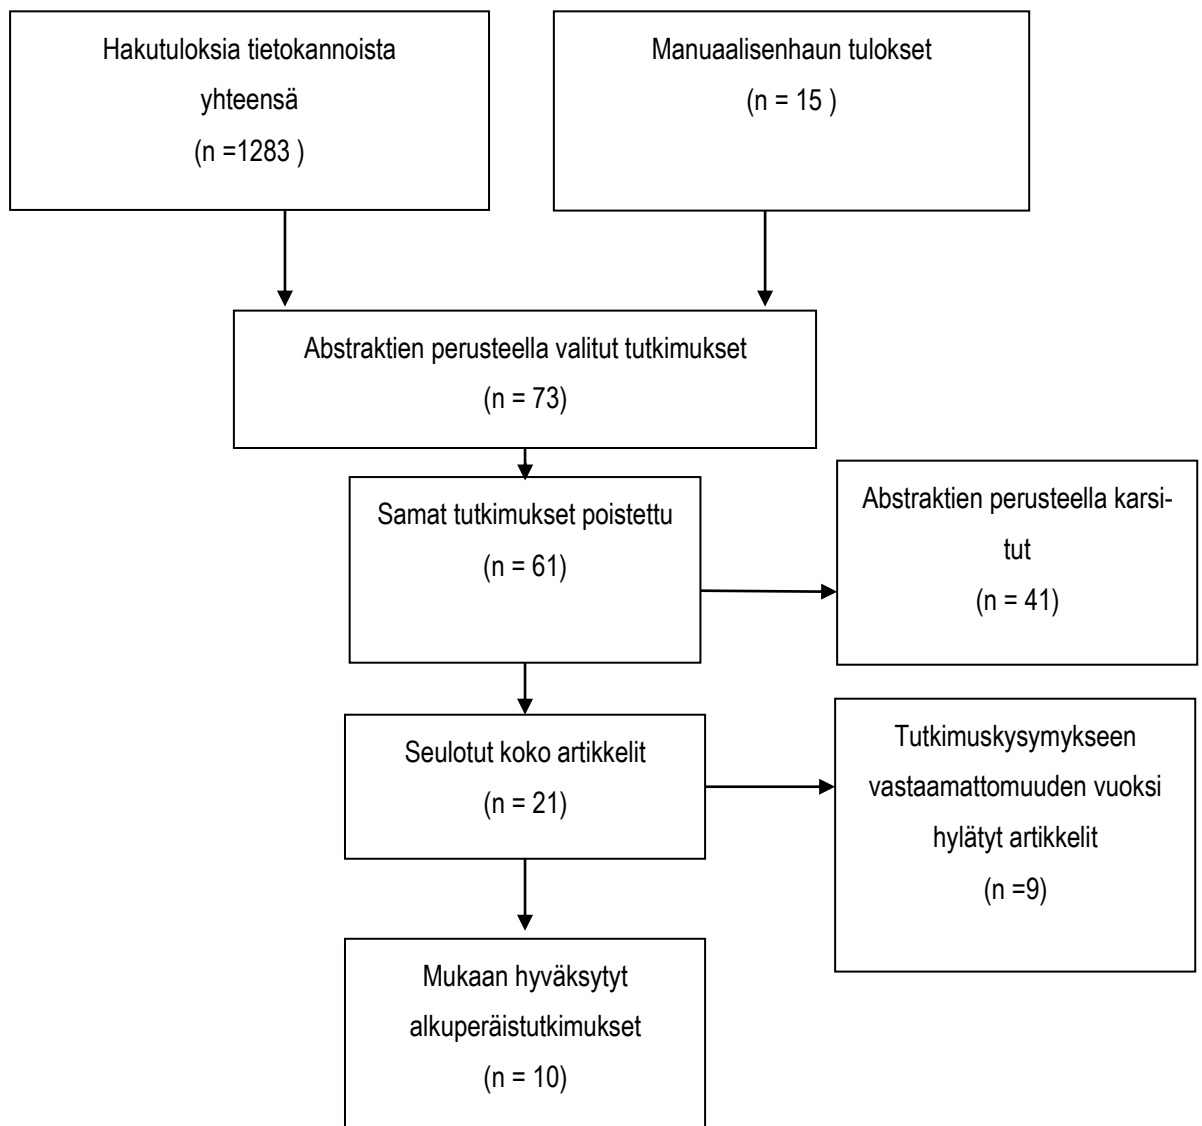 Hakutuloksia tietokannoista
yhteensä
(n =1283 )
Manuaalisenhaun tulokset
(n = 15 )
Abstraktien perusteella valitut tutkimukset
(n = 73)
Samat tutkimukset poistettu
(n = 61)
Abstraktien perusteella karsi-
tut
(n = 41)
Seulotut koko artikkelit
(n = 21)
Tutkimuskysymykseen
vastaamattomuuden vuoksi
hylätyt artikkelit
(n =9)
Mukaan hyväksytyt
alkuperäistutkimukset
(n = 10)